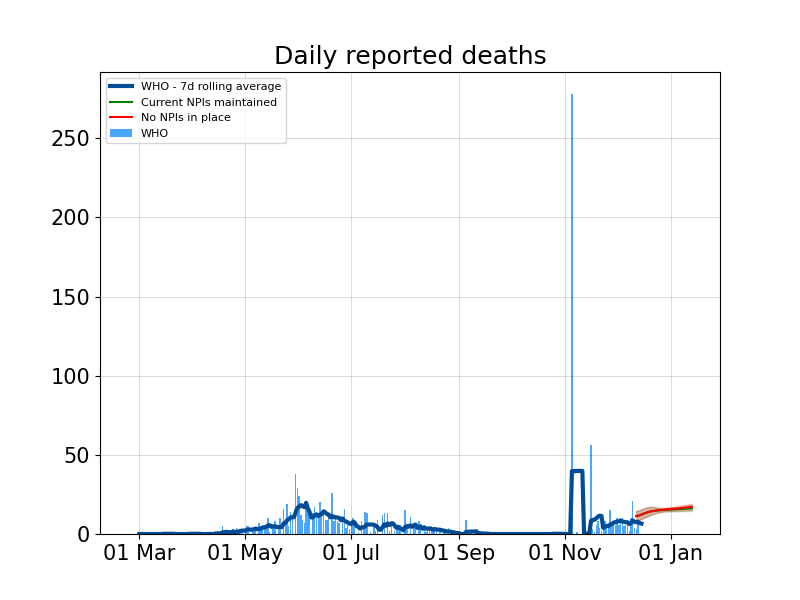 Daily reported deaths
WHO - 7d rolling average
Current NPIs maintained
No NPIs in place
WHO
250
200
150
100
50
0
01 Mar 01 May 01 Jul 01 Sep 01 Nov 01 Jan